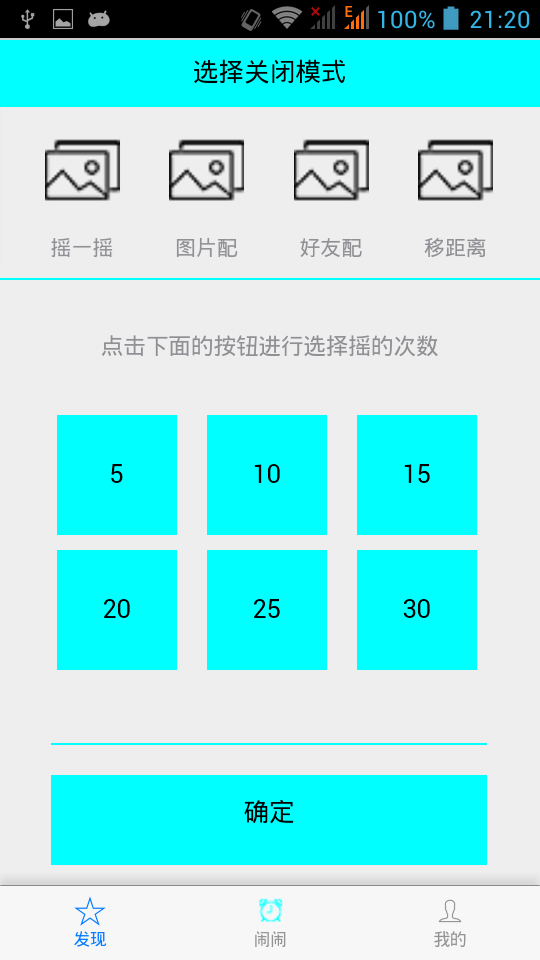 E 100% 21:20
选择关闭模式
摇一摇 图片配 好友配 移距离
点击下面的按钮进行选择摇的次数
5 10 15
20 25 30
确定
发现 闹闹 我的